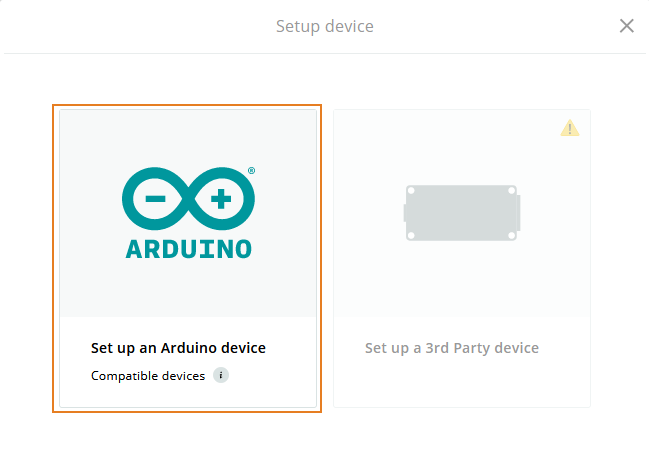 Setup device
ARDUINO
®
Set up an Arduino device
Compatible devices i
Set up a 3rd Party device